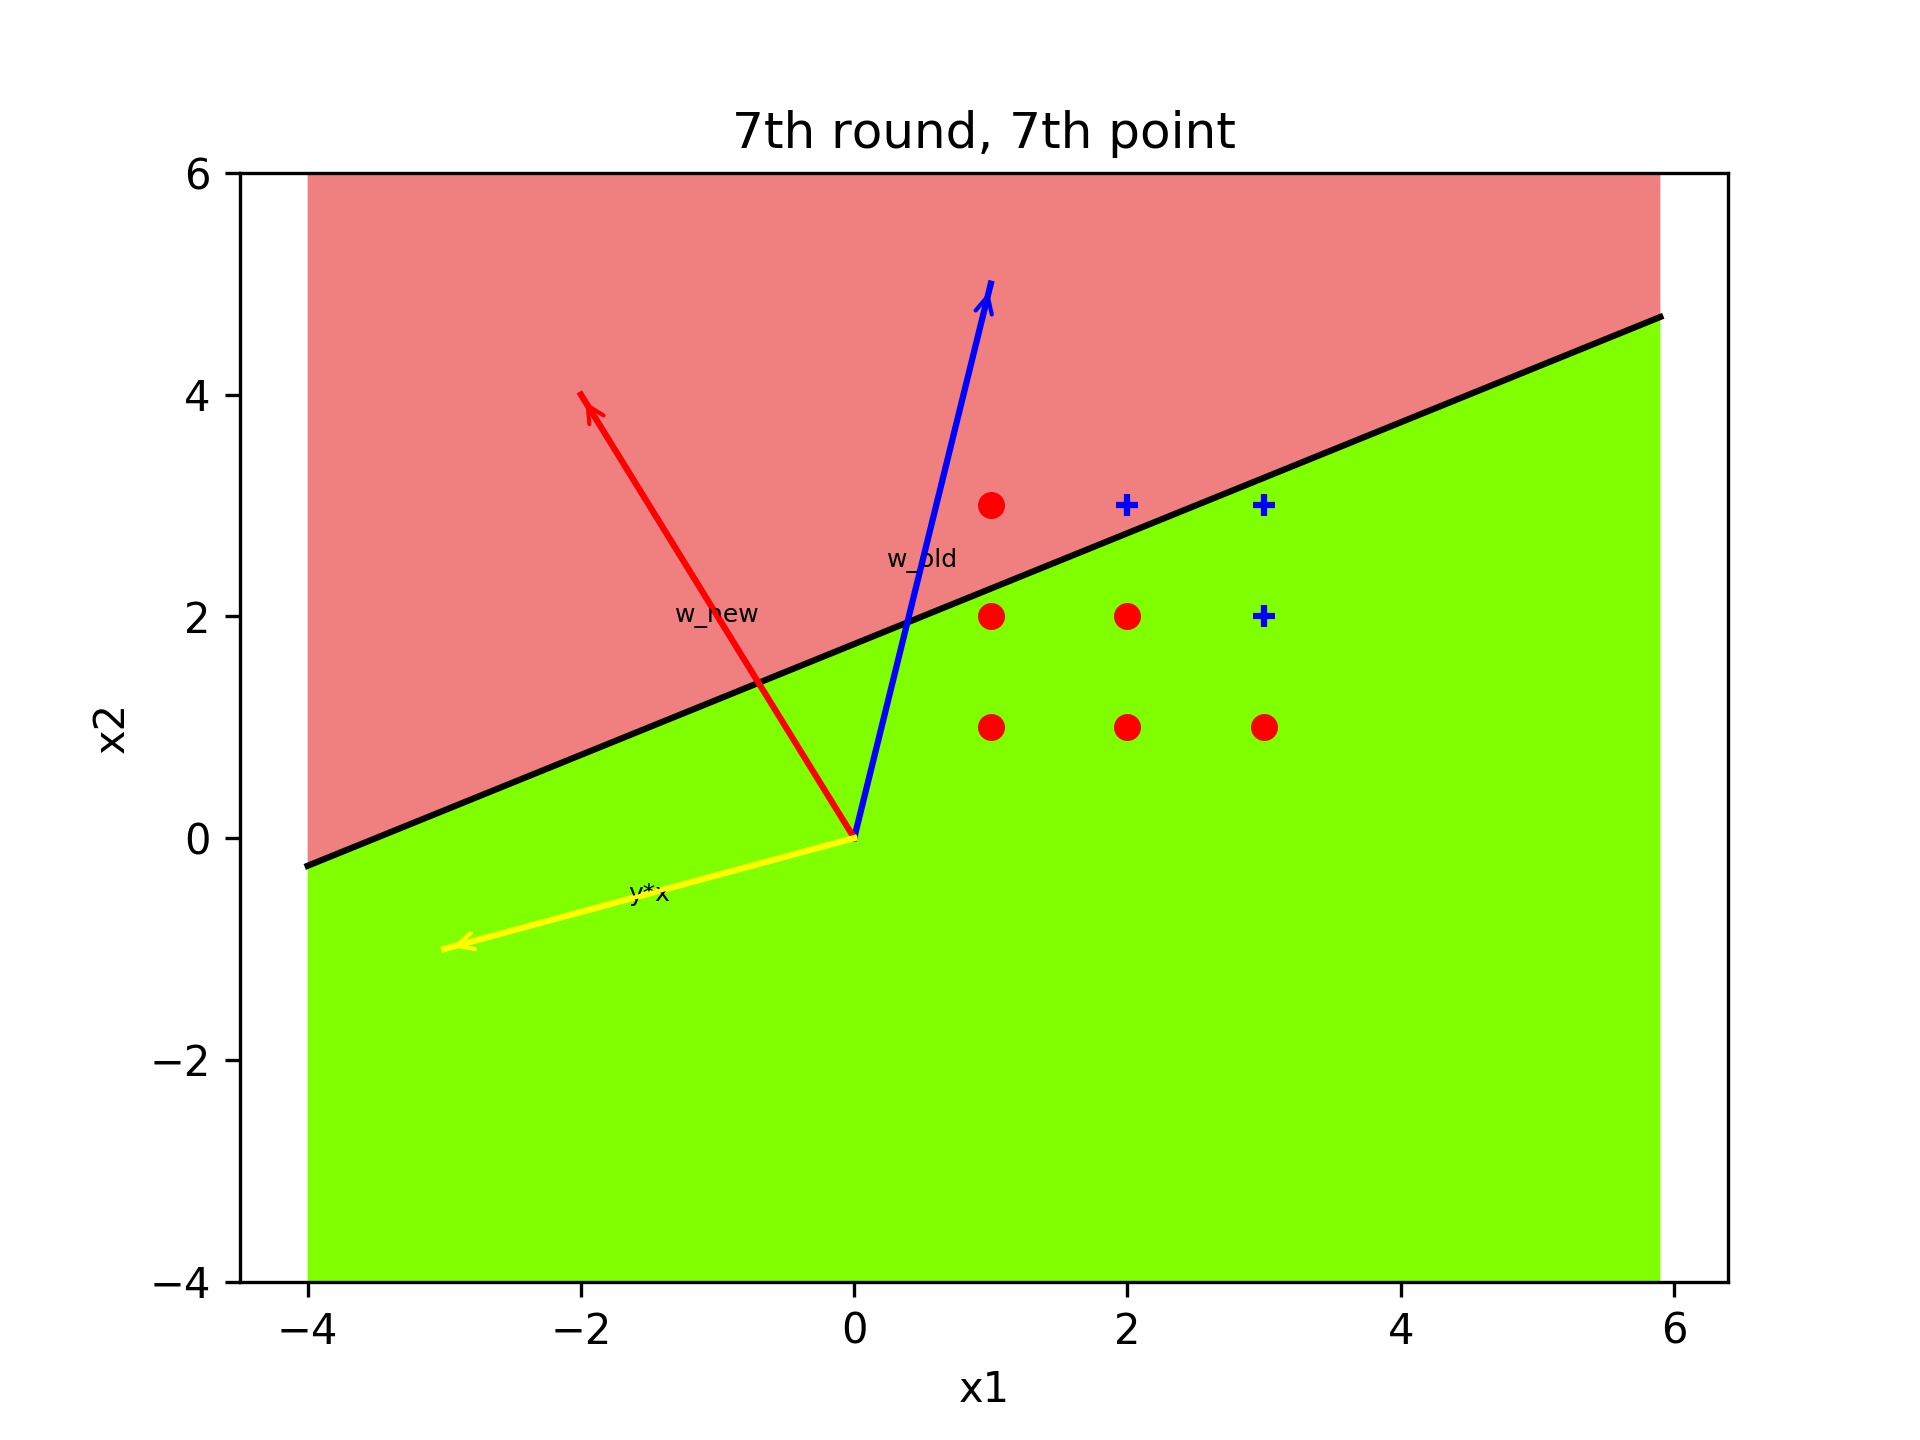 7th round, 7th point
6
4
2
0
−2
−4
x2
w_old
w_new
y*x
−4 −2 0 2 4 6
x1